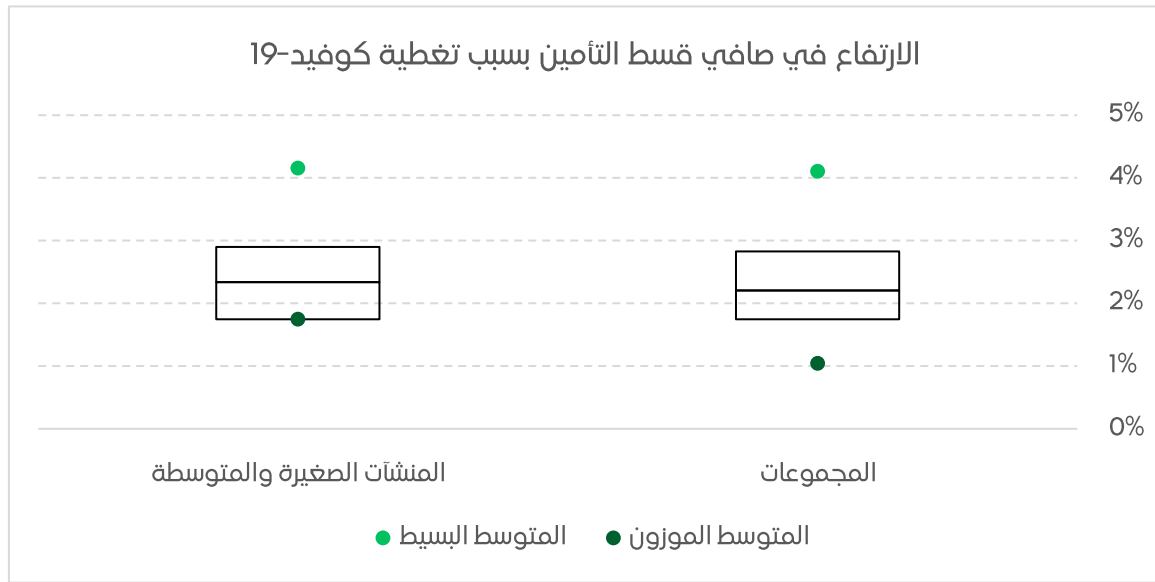 الارتفاع في صافي قسط التأمين بسبب تغطية كوفيد-19
5%
4%
3%
2%
1%
0%
المجموعات
المنشآت الصغيرة والمتوسطة
المتوسط الموزون
المتوسط البسيط